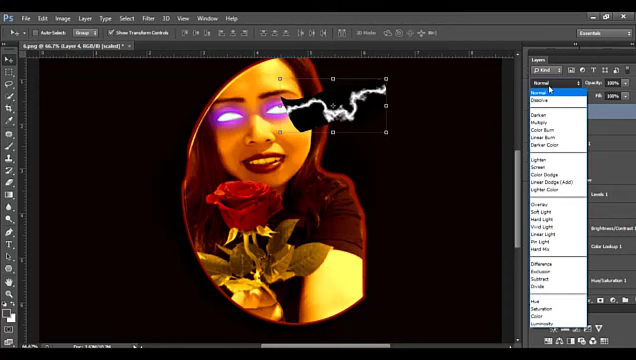 Ps File Edit Image Layer Type Select Filter 3D View Window Help
Auto-Select: Group Show Transform Controls 3D Mode: Essentials
6.png @ 66.7% (Layer 4, RGB/8) [scaled] *
Layers
Kind
Normal Opacity: 100%
Fill: 100%
Normal
Dissolve
Darken
Multiply
Color Burn
Linear Burn
Darker Color
Lighten
Screen
Color Dodge
Linear Dodge (Add)
Lighter Color
Overlay
Soft Light
Hard Light
Vivid Light
Linear Light
Pin Light
Hard Mix
Difference
Exclusion
Subtract
Divide
Hue
Saturation
Color
Luminosity
Levels 1
Brightness/Contrast
Color Lookup 1
Hue/Saturation 1